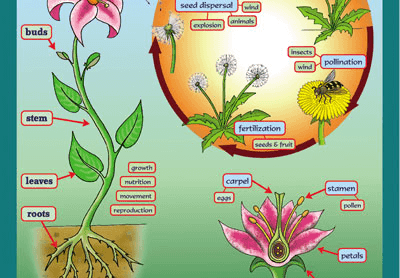 seed dispersal
wind
animals
explosion
buds
insects
wind
pollination
stem
fertilization
seeds & fruit
leaves
growth
nutrition
movement
reproduction
roots
carpel
eggs
stamen
pollen
petals